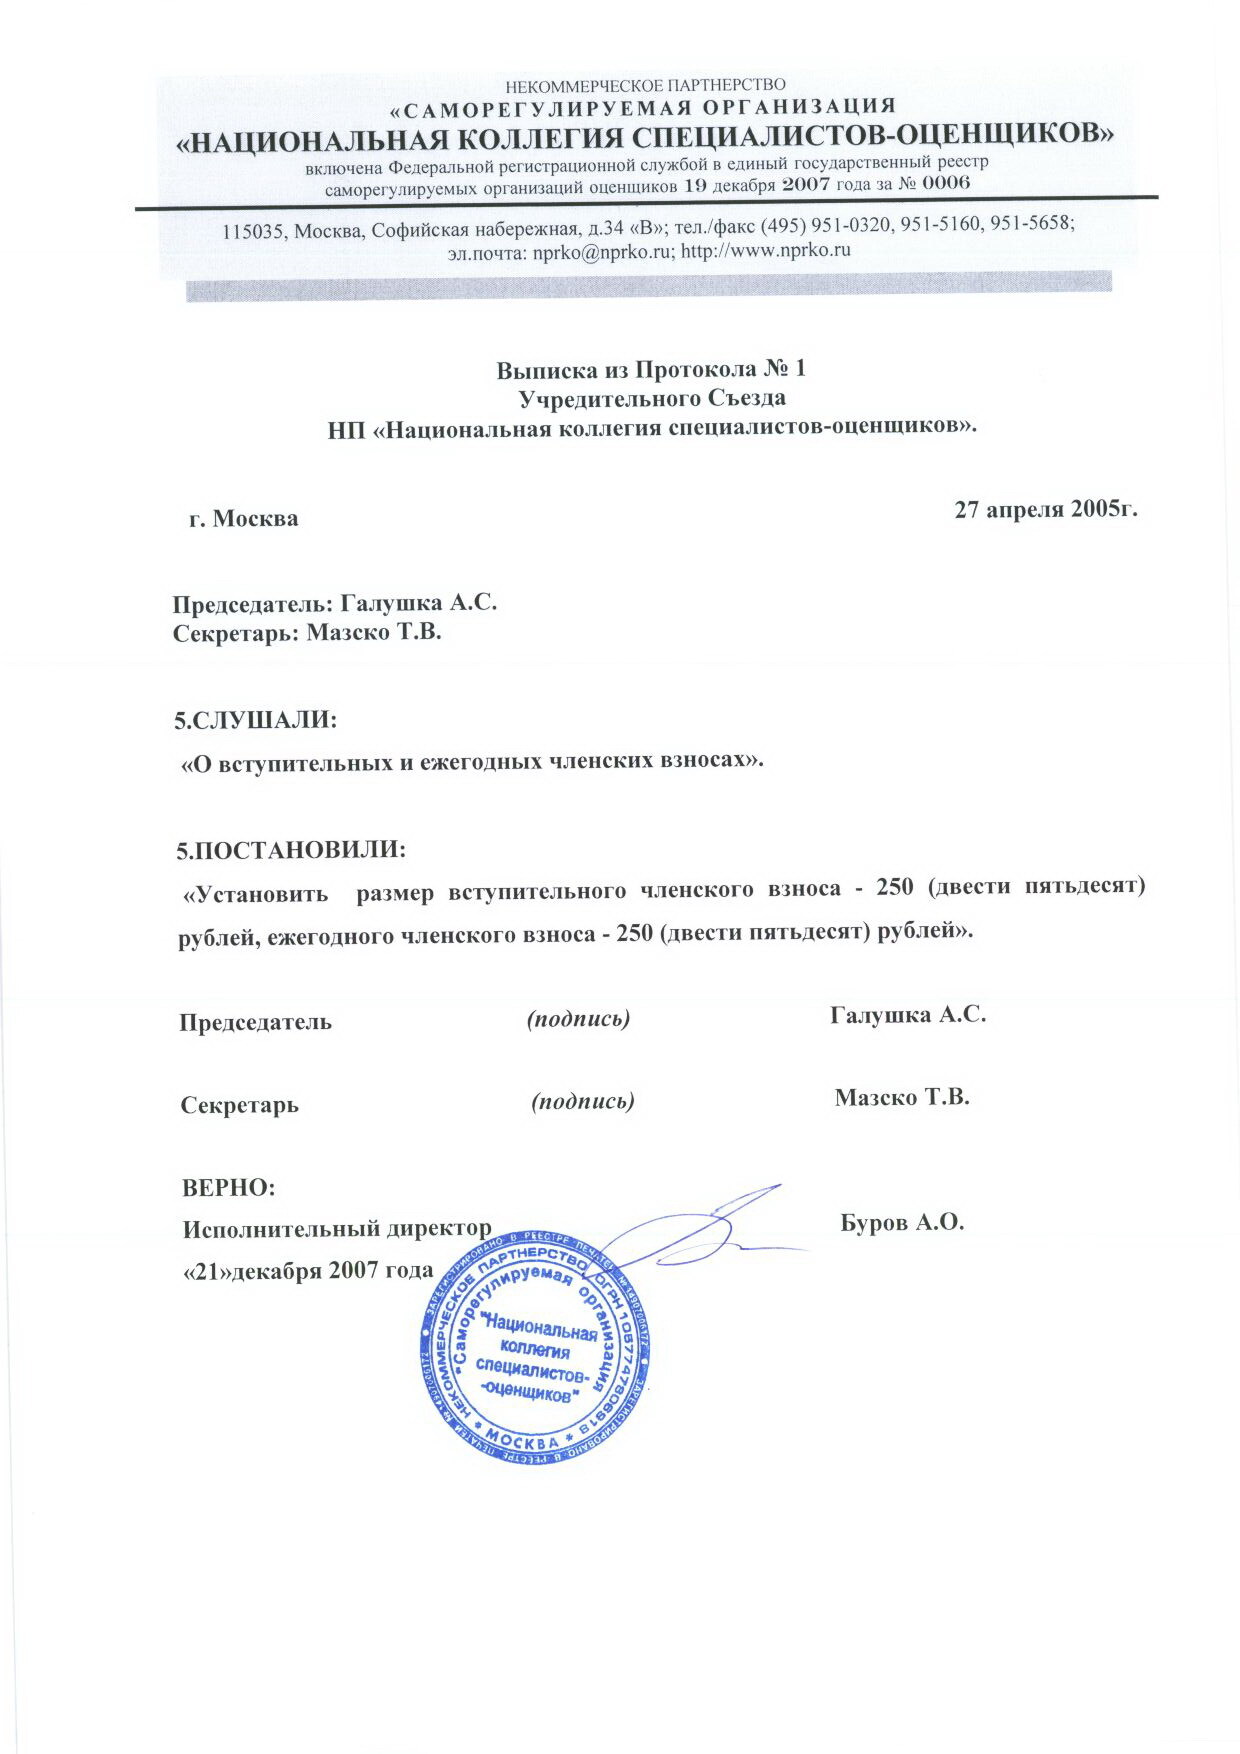 НЕКОММЕРЧЕСКОЕ ПАРТНЕРСТВО
«САМОРЕГУЛИРУЕМАЯ ОРГАНИЗАЦИЯ
«НАЦИОНАЛЬНАЯ КОЛЛЕГИЯ СПЕЦИАЛИСТОВ-ОЦЕНЩИКОВ»
включена Федеральной регистрационной службой в единый государственный реестр
саморегулируемых организаций оценщиков 19 декабря 2007 года за № 0006
115035, Москва, Софийская набережная, д.34 «В»; тел./факс (495) 951-0320, 951-5160, 951-5658;
эл.почта: nprko@nprko.ru; http://www.nprko.ru
Выписка из Протокола № 1
Учредительного Съезда
НП «Национальная коллегия специалистов-оценщиков».
г. Москва 27 апреля 2005г.
Председатель: Галушка А.С.
Секретарь: Мазско Т.В.
5.СЛУШАЛИ:
«О вступительных и ежегодных членских взносах».
5.ПОСТАНОВИЛИ:
«Установить размер вступительного членского взноса - 250 (двести пятьдесят)
рублей, ежегодного членского взноса - 250 (двести пятьдесят) рублей».
Председатель (подпись) Галушка А.С.
Секретарь (подпись) Мазско Т.В.
ВЕРНО:
Исполнительный директор Буров А.О.
«21»декабря 2007 года
ЗАРЕГИСТРИРОВАНО В РЕЕСТРЕ ПЕЧАТЕЙ
НЕКОММЕРЧЕСКОЕ ПАРТНЕРСТВО ОГРН 1057747806918
* МОСКВА *
"Саморегулируемая организация
"Национальная
коллегия
специалистов-
-оценщиков"